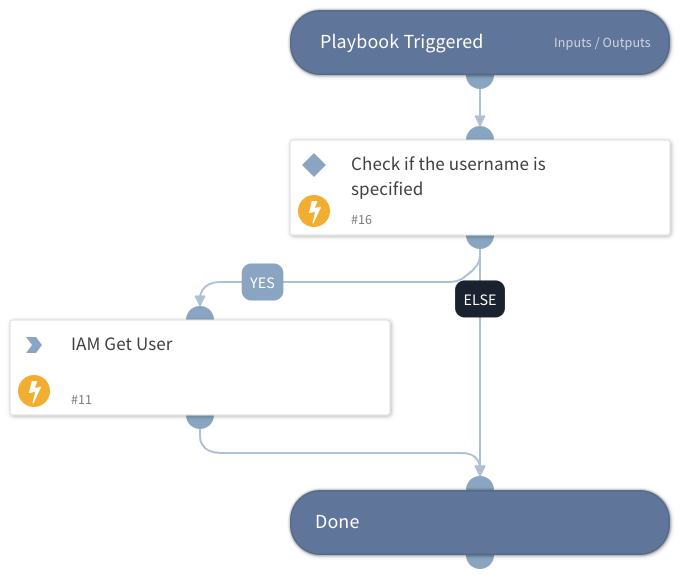 Playbook Triggered
Inputs / Outputs
Check if the username is
specified
#16
YES
ELSE
IAM Get User
#11
Done